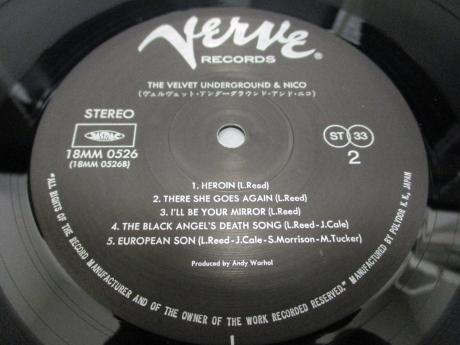 Verve
RECORDS®
THE VELVET UNDERGROUND & NICO
(ヴェルヴェット・アンダーグラウンド・アンド・ニコ)
STEREO
JASRAC
18MM 0526
(18MM 0526B)
ST 33
2
1. HEROIN (L.Reed)
2. THERE SHE GOES AGAIN (L.Reed)
3. I'LL BE YOUR MIRROR (L.Reed)
4. THE BLACK ANGEL'S DEATH SONG (L.Reed-J.Cale)
5. EUROPEAN SON (L.Reed-J.Cale-S.Morrison-M.Tucker)
Produced by Andy Warhol
"ALL RIGHTS OF THE RECORD MANUFACTURER AND OF THE OWNER OF THE WORK RECORDED RESERVED." MANUFACTURED BY POLYDOR K.K., JAPAN